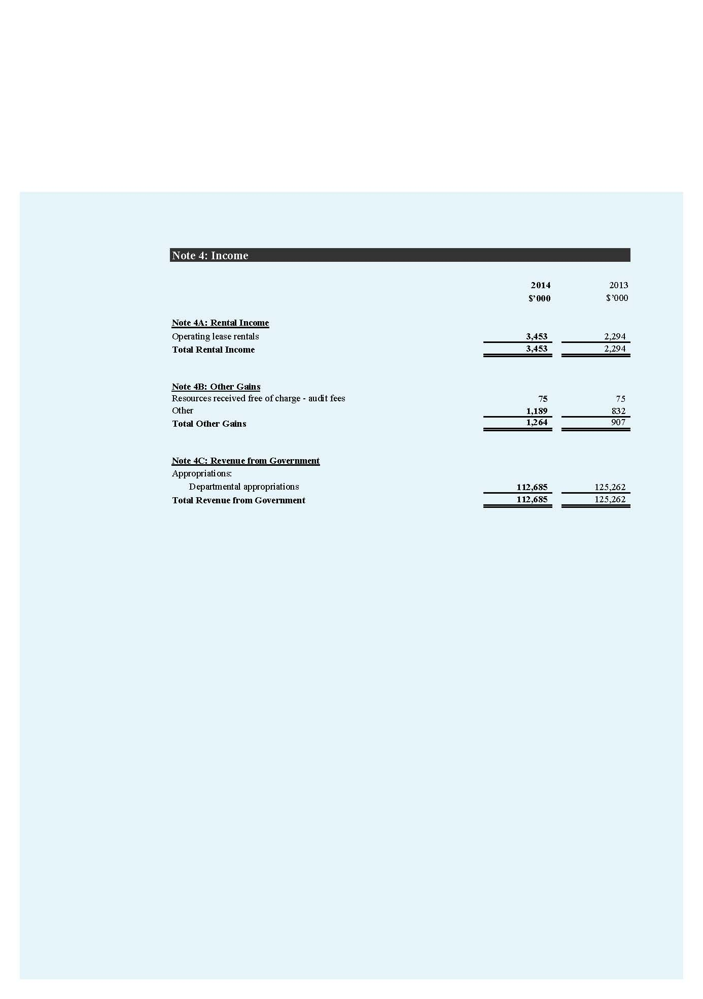 Note 4: Income
2014 2013
$’000 $’000
Note 4A: Rental Income
Operating lease rentals 3,453 2,294
Total Rental Income 3,453 2,294
Note 4B: Other Gains
Resources received free of charge - audit fees 75 75
Other 1,189 832
Total Other Gains 1,264 907
Note 4C: Revenue from Government
Appropriations:
Departmental appropriations 112,685 125,262
Total Revenue from Government 112,685 125,262